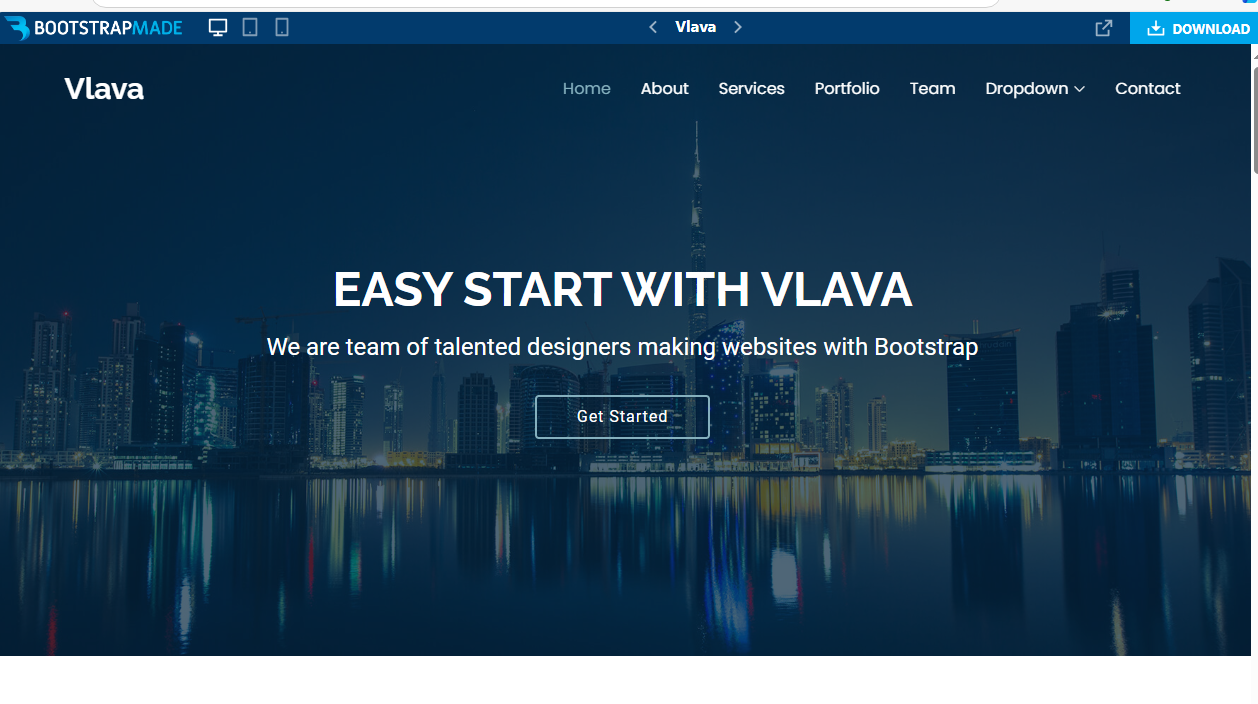 BOOTSTRAPMADE Vlava DOWNLOAD
Vlava Home About Services Portfolio Team Dropdown Contact
EASY START WITH VLAVA
We are team of talented designers making websites with Bootstrap
Get Started